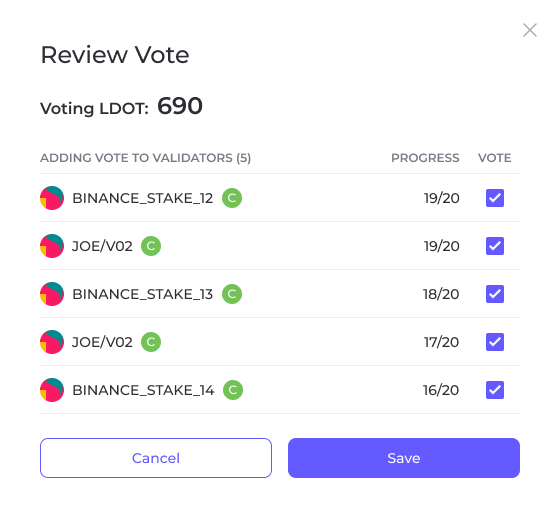 Review Vote
Voting LDOT: 690
ADDING VOTE TO VALIDATORS (5) PROGRESS VOTE
BINANCE_STAKE_12 C 19/20
JOE/V02 C 19/20
BINANCE_STAKE_13 C 18/20
JOE/V02 C 17/20
BINANCE_STAKE_14 C 16/20
Cancel Save